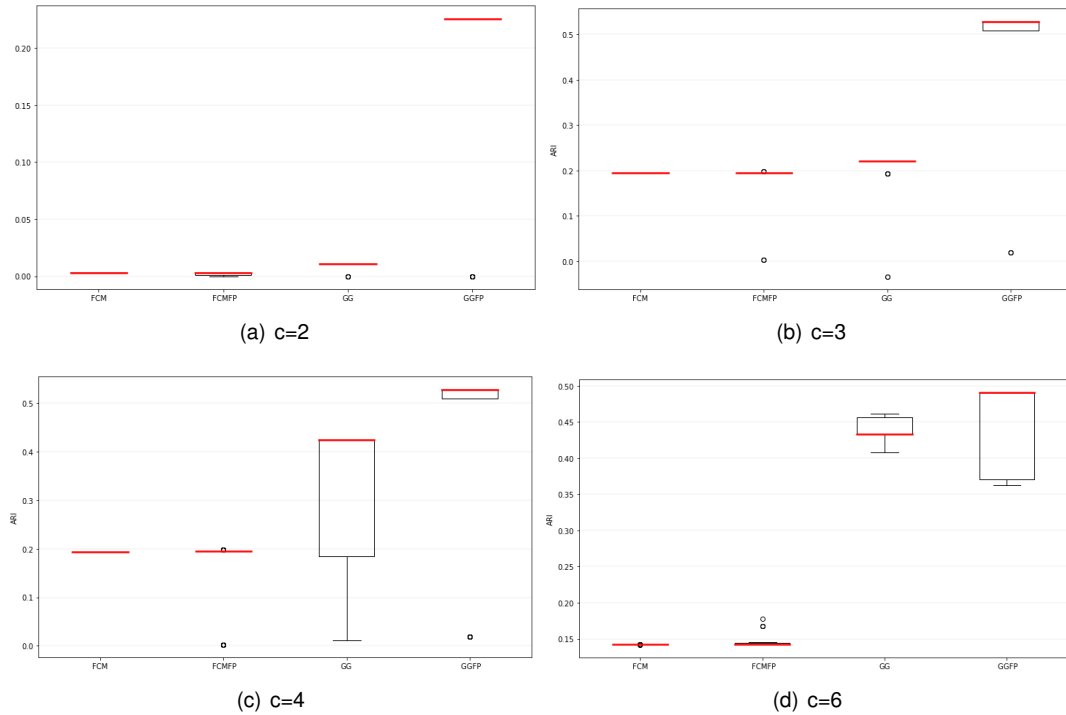 0.20
0.15
0.10
0.05
0.00
FCM FCMFP GG GGFP
(a) c=2
ARI
0.5
0.4
0.3
0.2
0.1
0.0
FCM FCMFP GG GGFP
(b) c=3
ARI
0.5
0.4
0.3
0.2
0.1
0.0
FCM FCMFP GG GGFP
(c) c=4
ARI
0.50
0.45
0.40
0.35
0.30
0.25
0.20
0.15
FCM FCMFP GG GGFP
(d) c=6